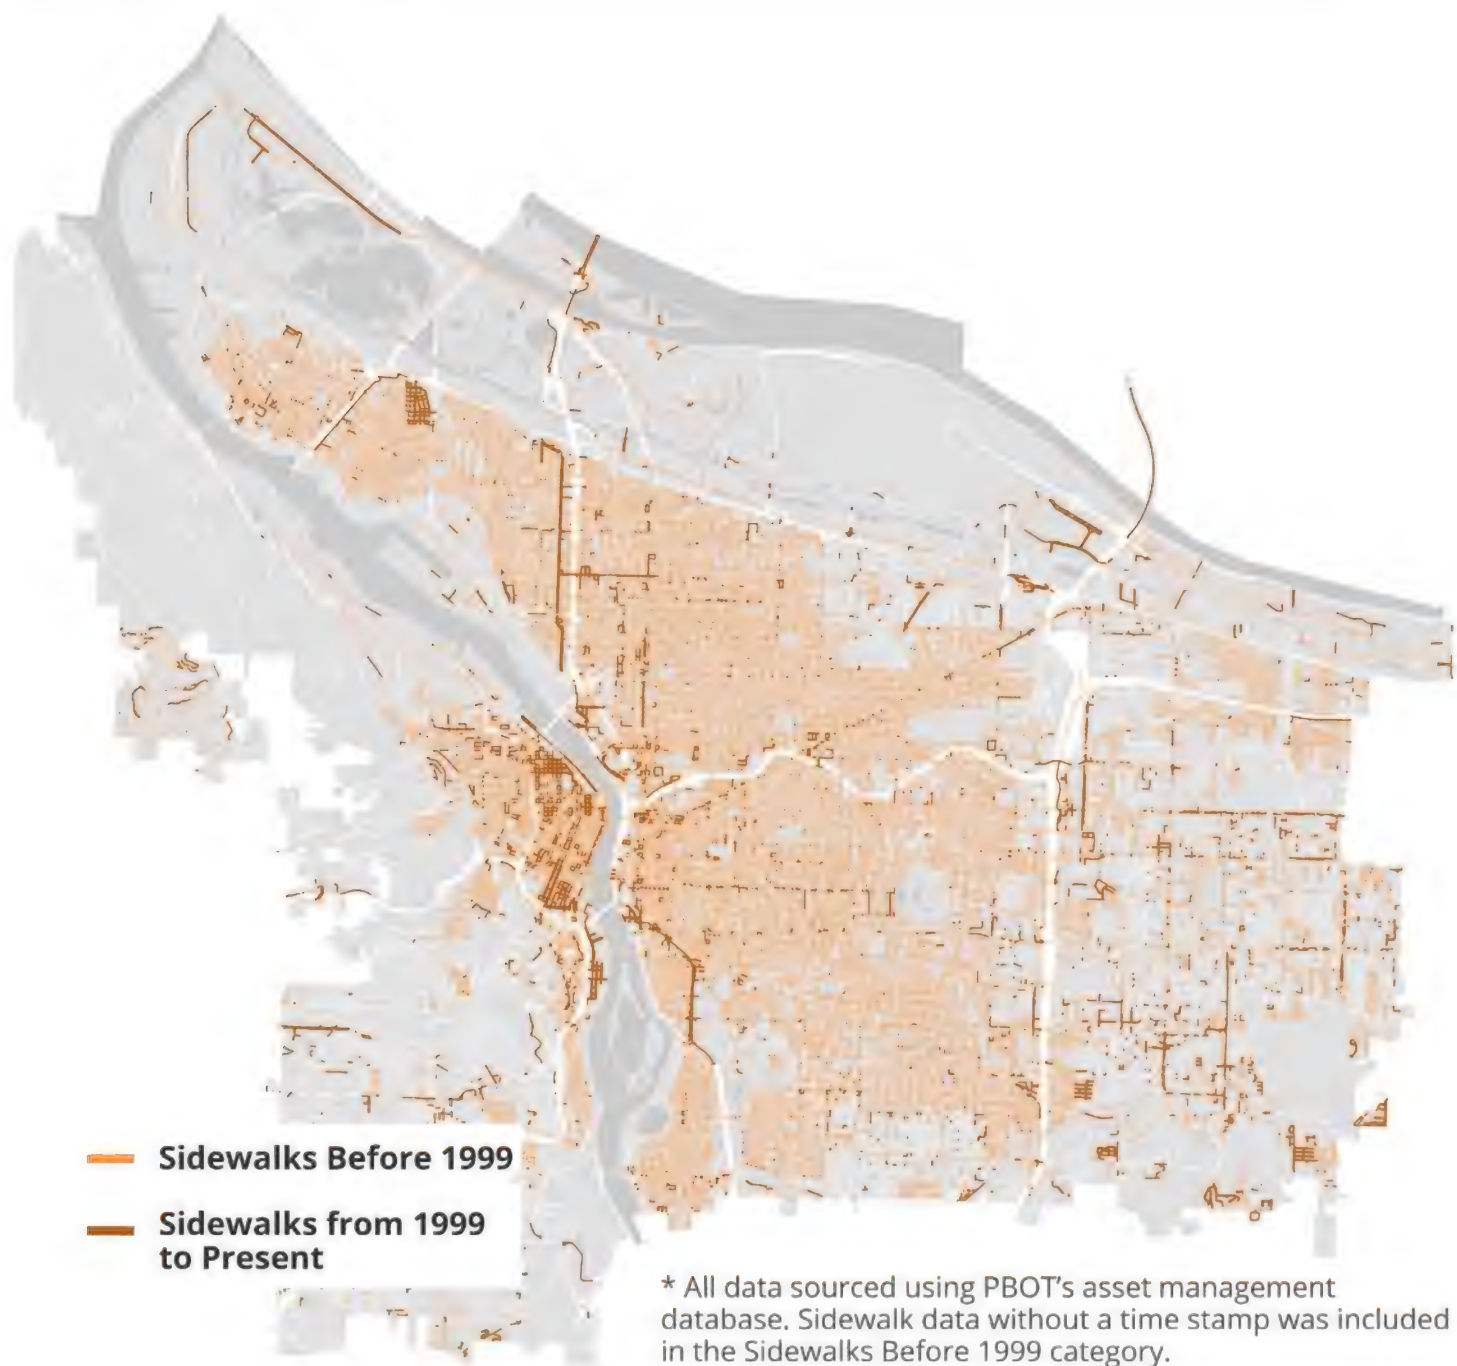 Sidewalks Before 1999
Sidewalks from 1999
to Present
* All data sourced using PBOT's asset management
database. Sidewalk data without a time stamp was included
in the Sidewalks Before 1999 category.